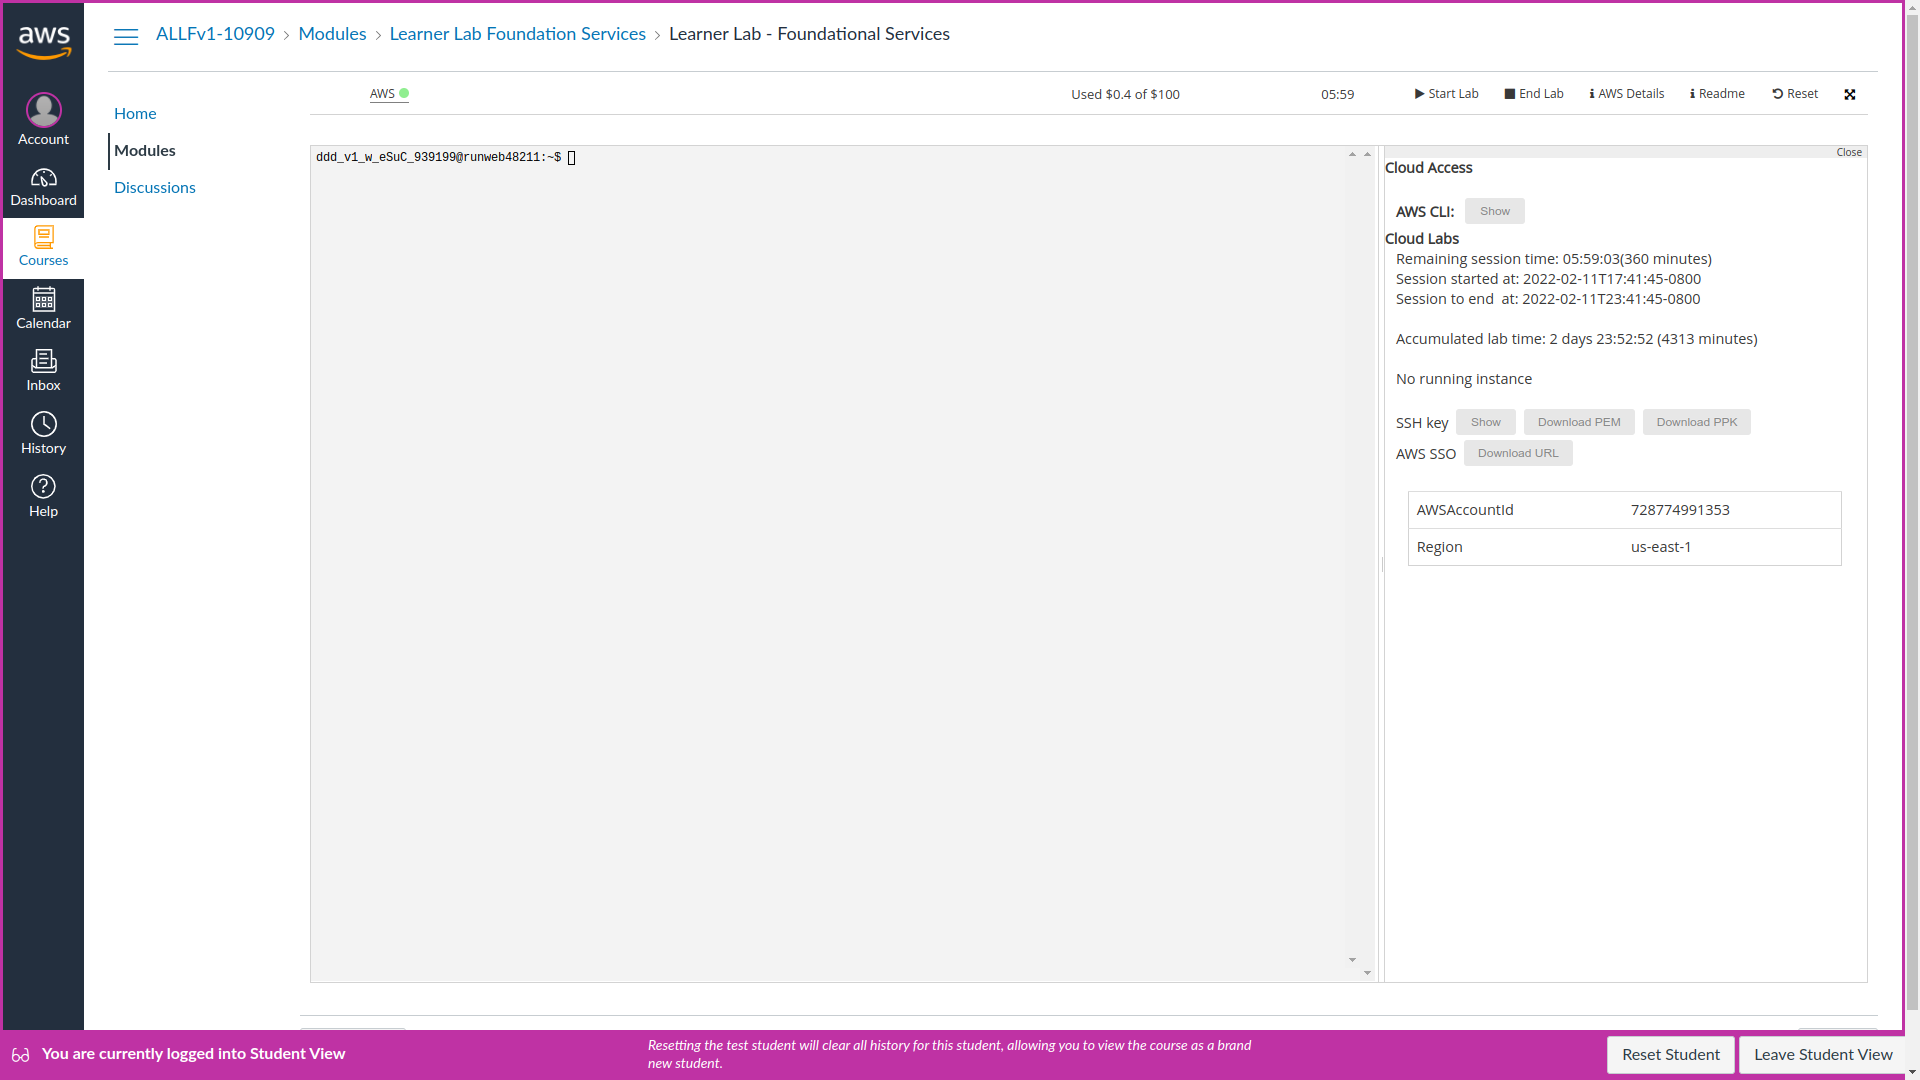 aws
Account
Dashboard
Courses
Calendar
Inbox
History
Help
ALLFv1-10909 > Modules > Learner Lab Foundation Services > Learner Lab - Foundational Services
Home
Modules
Discussions
AWS
Used $0.4 of $100
05:59
Start Lab
End Lab
AWS Details
Readme
Reset
ddd_v1_w_eSuC_939199@runweb48211:~$
Close
Cloud Access
AWS CLI: Show
Cloud Labs
Remaining session time: 05:59:03(360 minutes)
Session started at: 2022-02-11T17:41:45-0800
Session to end at: 2022-02-11T23:41:45-0800
Accumulated lab time: 2 days 23:52:52 (4313 minutes)
No running instance
SSH key Show Download PEM Download PPK
AWS SSO Download URL
AWSAccountId 728774991353
Region us-east-1
You are currently logged into Student View
Resetting the test student will clear all history for this student, allowing you to view the course as a brand
new student.
Reset Student
Leave Student View